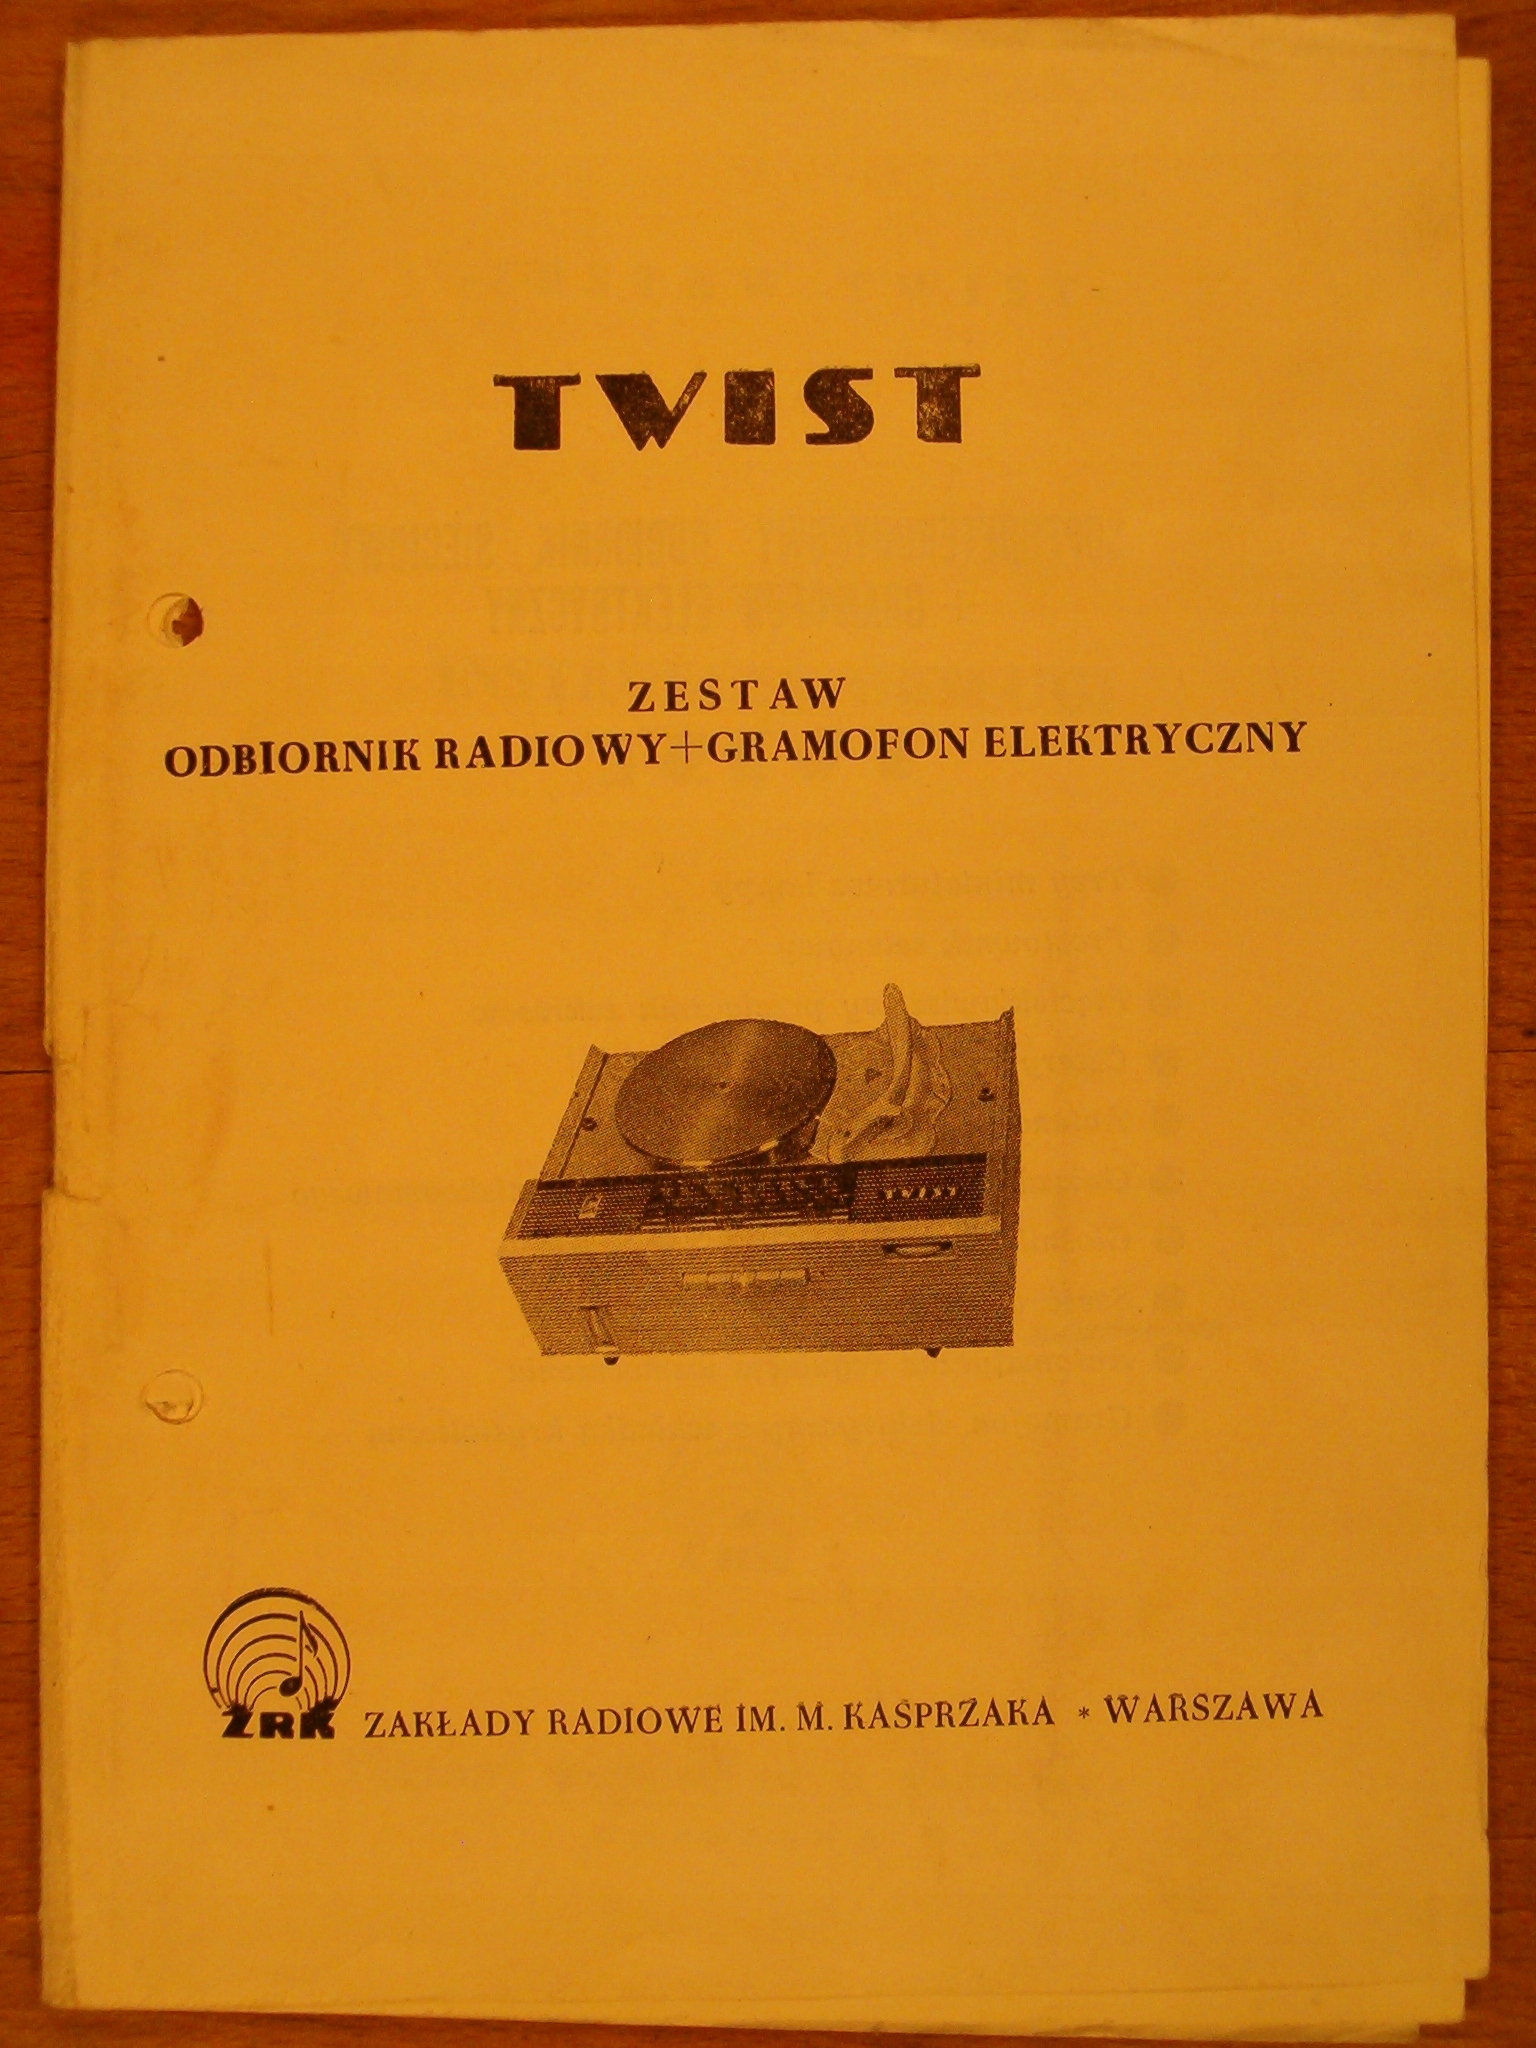 TWIST
ZESTAW
ODBIORNIK RADIOWY+GRAMOFON ELEKTRYCZNY
TWIST
ZRK
ZAKŁADY RADIOWE IM. M. KASPRZAKA * WARSZAWA